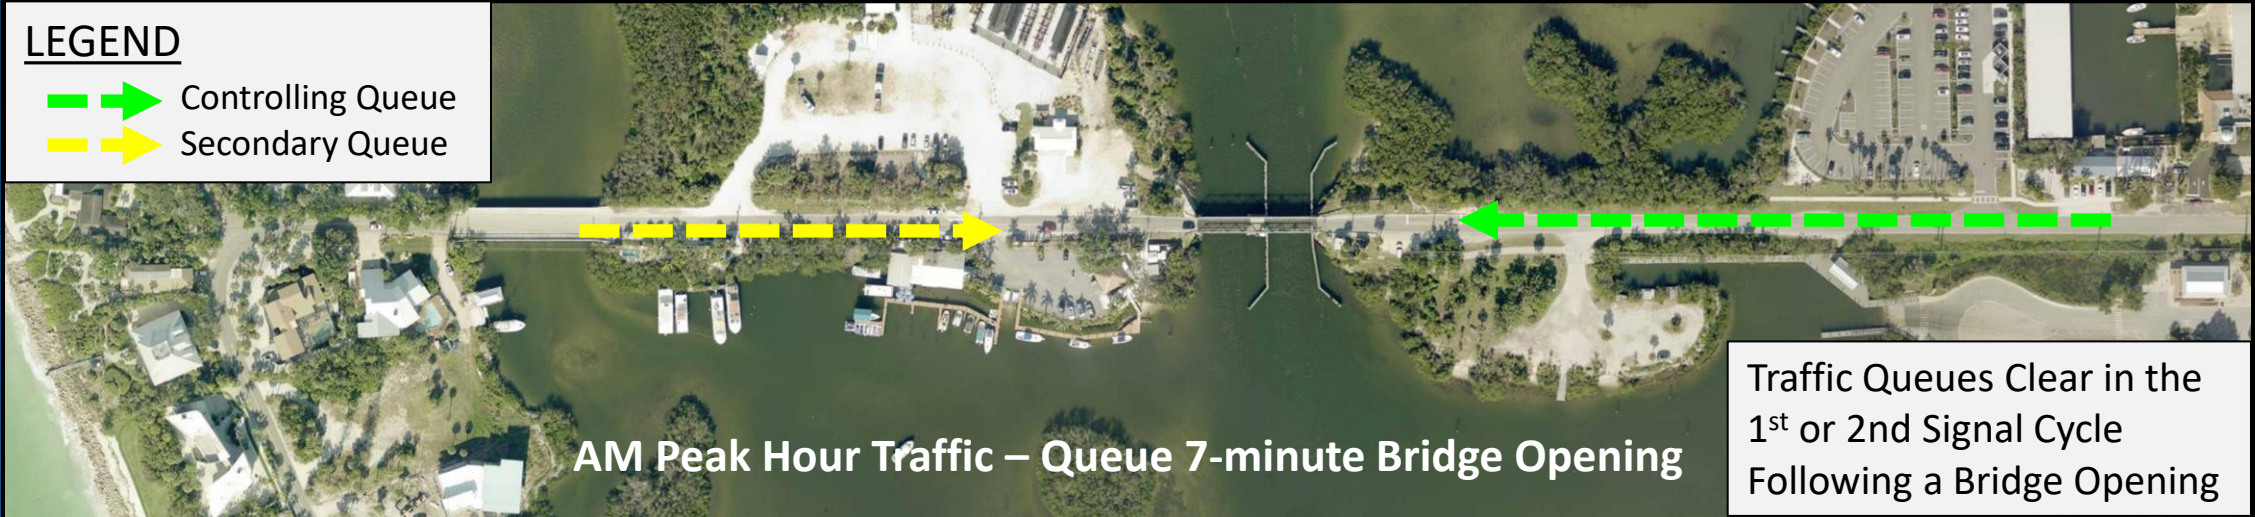 LEGEND
Controlling Queue
Secondary Queue
AM Peak Hour Traffic – Queue 7-minute Bridge Opening
Traffic Queues Clear in the
1st or 2nd Signal Cycle
Following a Bridge Opening